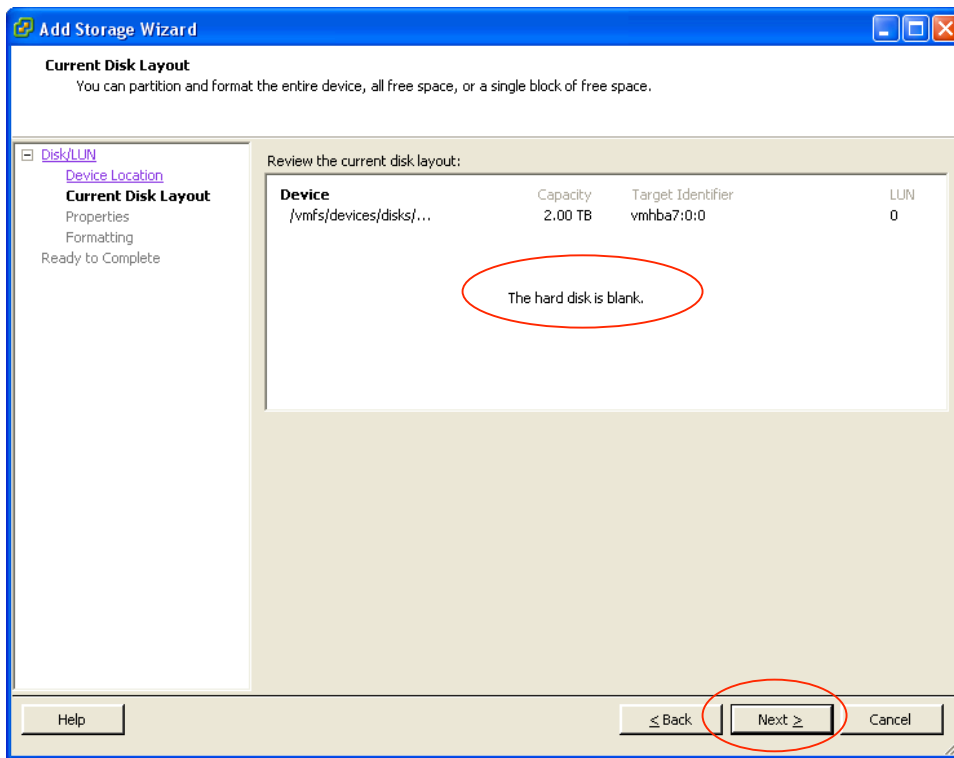 Add Storage Wizard
Current Disk Layout
You can partition and format the entire device, all free space, or a single block of free space.
Disk/LUN
Device Location
Current Disk Layout
Properties
Formatting
Ready to Complete
Review the current disk layout:
Device Capacity Target Identifier LUN
/vmfs/devices/disks/... 2.00 TB vmhba7:0:0 0
The hard disk is blank.
Help < Back Next > Cancel